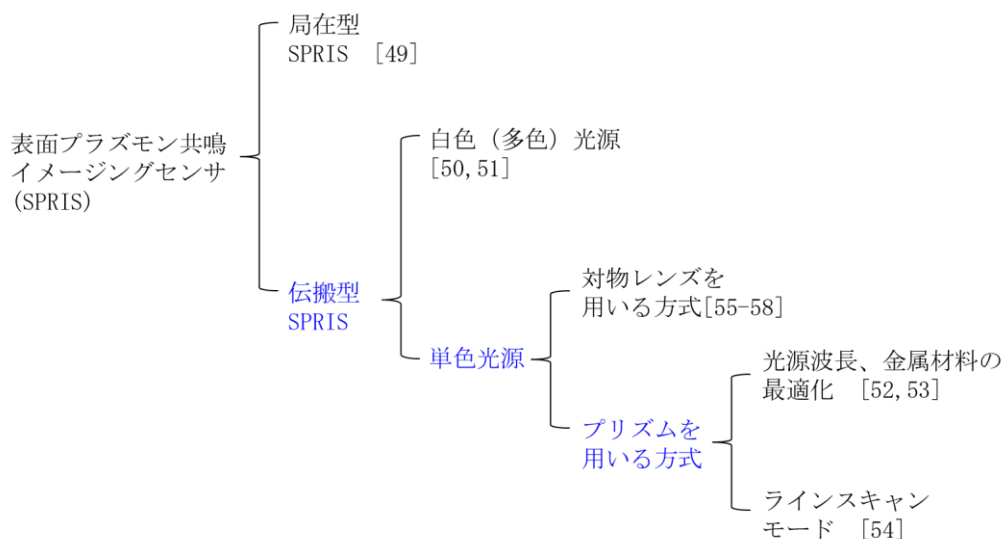 局在型
SPRIS [49]
表面プラズモン共鳴
イメージングセンサ
(SPRIS)
白色（多色）光源
[50,51]
伝搬型
SPRIS
単色光源
対物レンズを
用いる方式[55-58]
プリズムを
用いる方式
光源波長、金属材料の
最適化 [52,53]
ラインスキャン
モード [54]